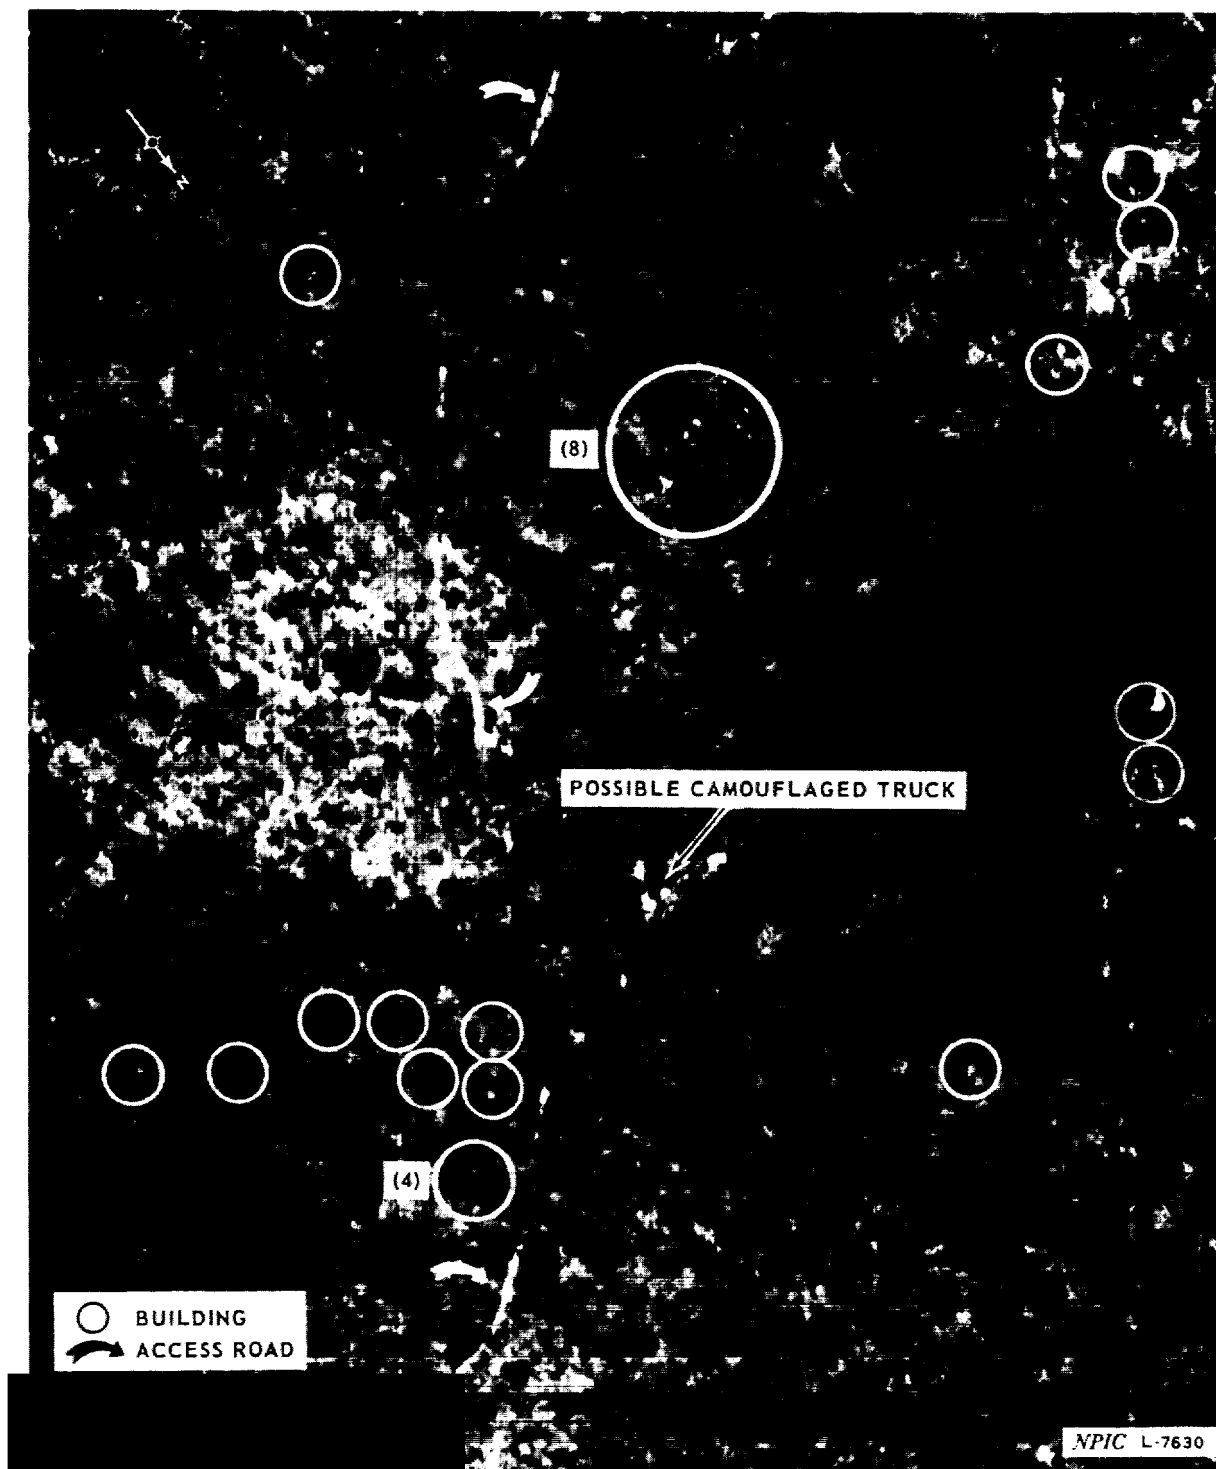 N
(8)
POSSIBLE CAMOUFLAGED TRUCK
(4)
BUILDING
ACCESS ROAD
NPIC L-7630